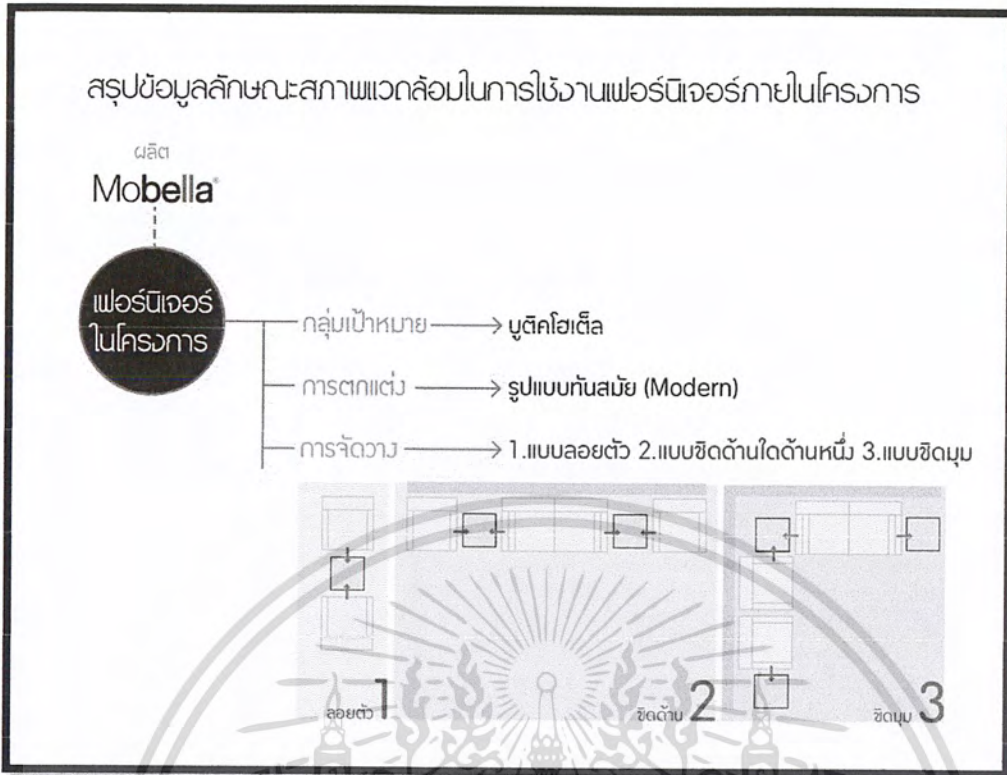 สรุปข้อมูลลักษณะสภาพแวดล้อมในการใช้งานเฟอร์นิเจอร์ภายในโครงการ
ผลิต
Mobella®
เฟอร์นิเจอร์
ในโครงการ
กลุ่มเป้าหมาย → บูติคโฮเต็ล
การตกแต่ง → รูปแบบทันสมัย (Modern)
การจัดวาง → 1.แบบลอยตัว 2.แบบชิดด้านใดด้านหนึ่ง 3.แบบชิดมุม
ลอยตัว 1
ชิดด้าน 2
ชิดมุม 3